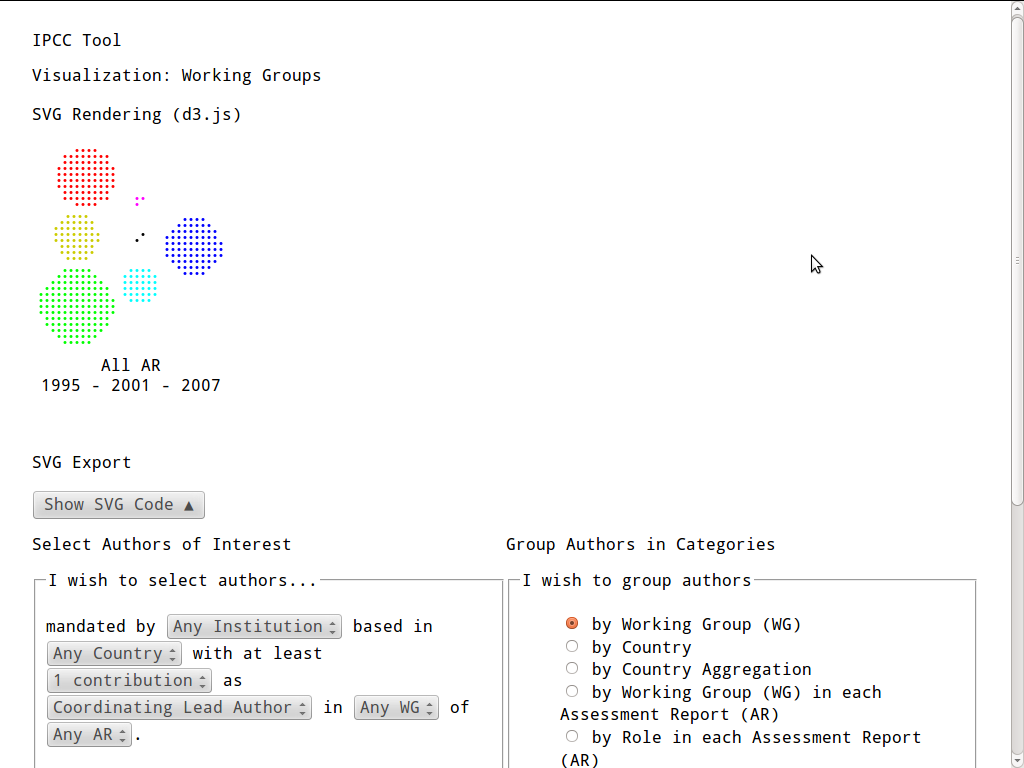 IPCC Tool
Visualization: Working Groups
SVG Rendering (d3.js)
All AR
1995 - 2001 - 2007
SVG Export
Show SVG Code ▲
Select Authors of Interest
I wish to select authors...
mandated by Any Institution based in
Any Country with at least
1 contribution as
Coordinating Lead Author in Any WG of
Any AR.
Group Authors in Categories
I wish to group authors
by Working Group (WG)
by Country
by Country Aggregation
by Working Group (WG) in each
Assessment Report (AR)
by Role in each Assessment Report
(AR)